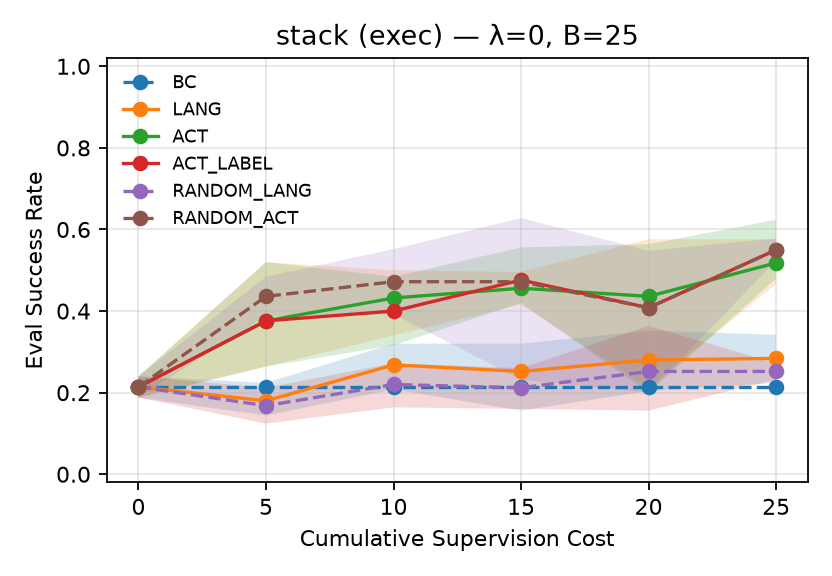 stack (exec) — λ=0, B=25
1.0
0.8
0.6
0.4
0.2
0.0
Eval Success Rate
BC
LANG
ACT
ACT_LABEL
RANDOM_LANG
RANDOM_ACT
0 5 10 15 20 25
Cumulative Supervision Cost